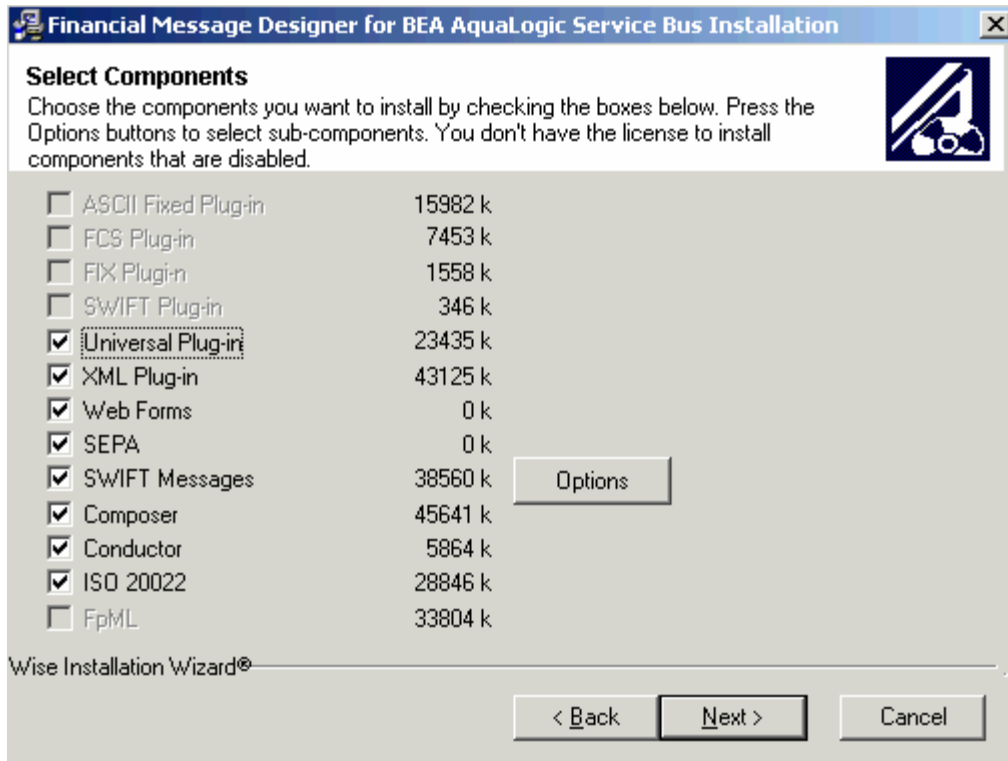 Financial Message Designer for BEA AquaLogic Service Bus Installation
Select Components
Choose the components you want to install by checking the boxes below. Press the
Options buttons to select sub-components. You don't have the license to install
components that are disabled.
ASCII Fixed Plug-in 15982 k
FCS Plug-in 7453 k
FIX Plugi-n 1558 k
SWIFT Plug-in 346 k
Universal Plug-in 23435 k
XML Plug-in 43125 k
Web Forms 0 k
SEPA 0 k
SWIFT Messages 38560 k Options
Composer 45641 k
Conductor 5864 k
ISO 20022 28846 k
FpML 33804 k
Wise Installation Wizard®
< Back Next > Cancel